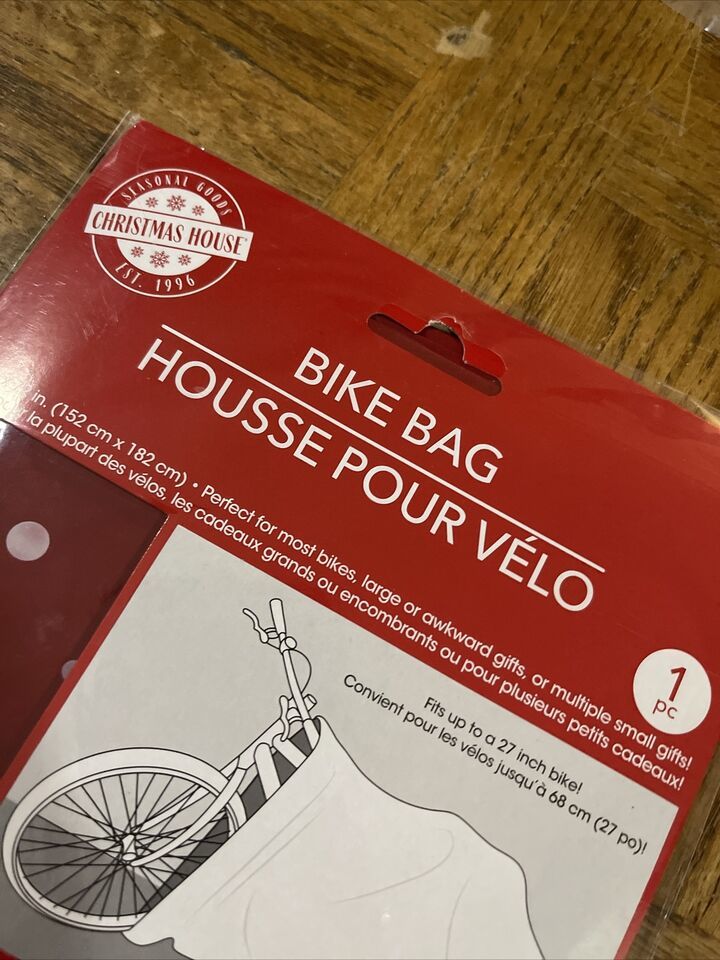 SEASONAL GOODS
CHRISTMAS HOUSE
EST. 1996
BIKE BAG
HOUSSE POUR VÉLO
in. (152 cm x 182 cm) • Perfect for most bikes, large or awkward gifts, or multiple small gifts!
la plupart des vélos, les cadeaux grands ou encombrants ou pour plusieurs petits cadeaux!
1
pc
Fits up to a 27 inch bike!
Convient pour les vélos jusqu'à 68 cm (27 po)!